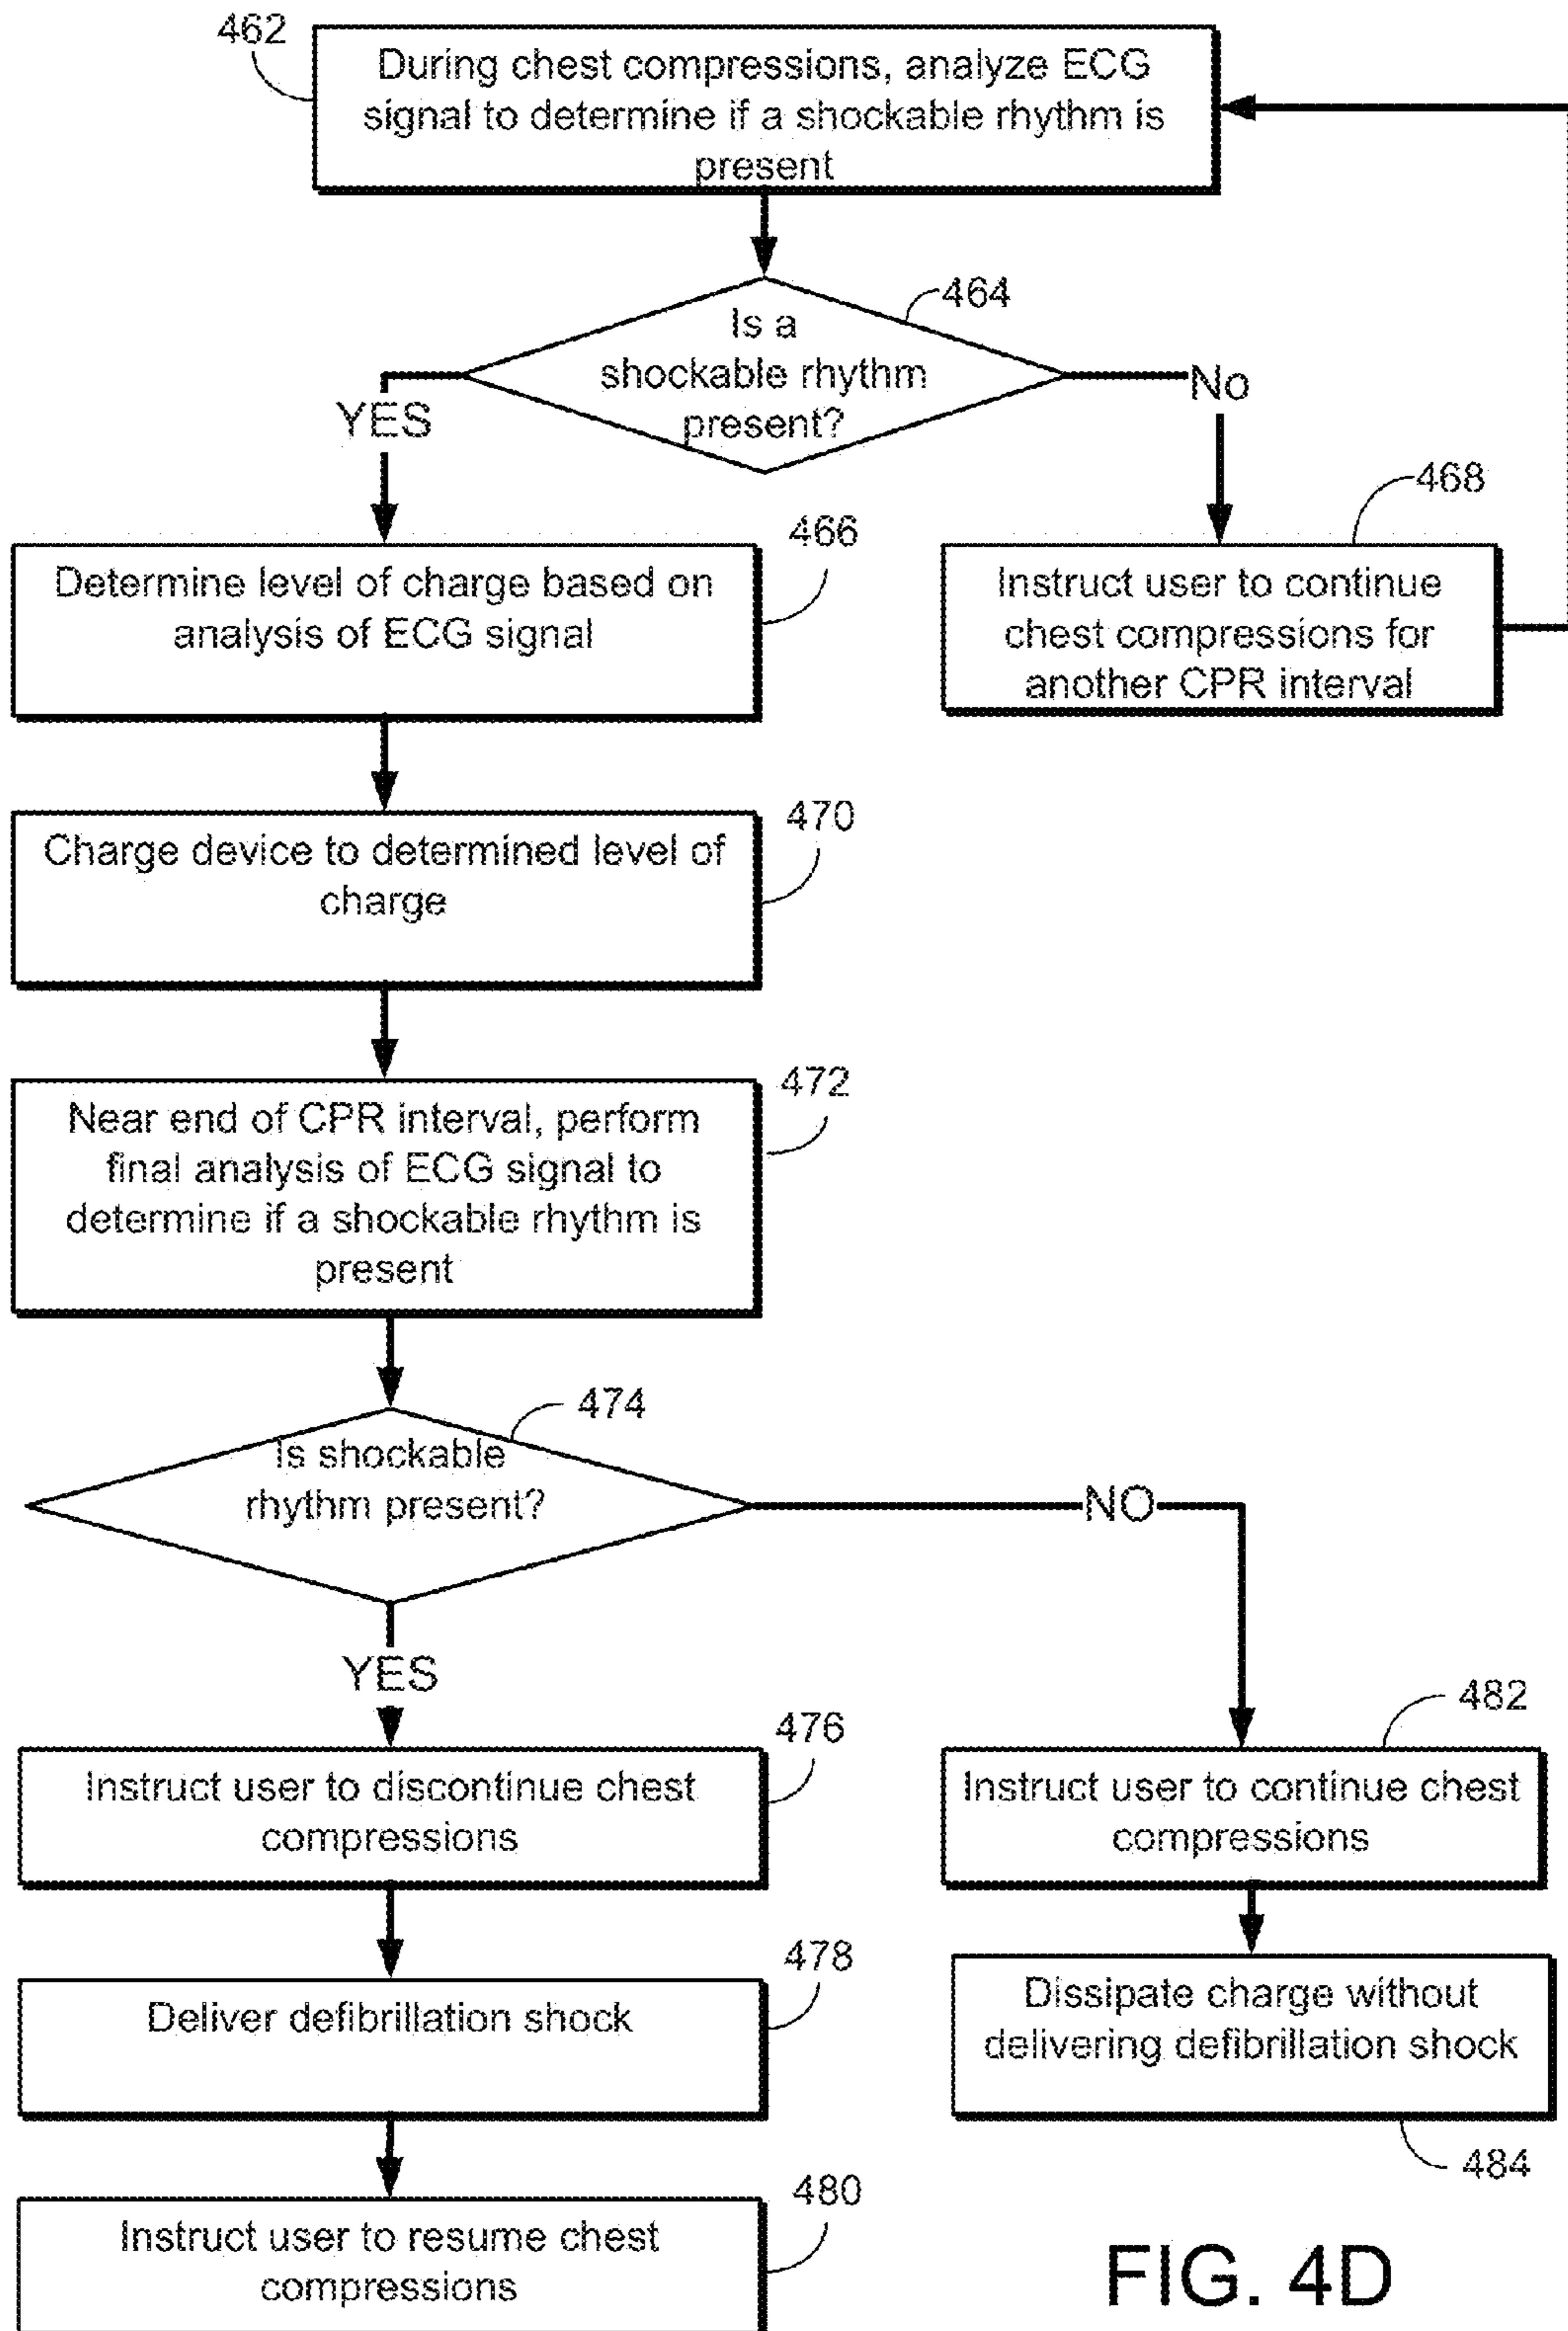 462
During chest compressions, analyze ECG
signal to determine if a shockable rhythm is
present
464
Is a
shockable rhythm
present?
YES
No
466
Determine level of charge based on
analysis of ECG signal
468
Instruct user to continue
chest compressions for
another CPR interval
470
Charge device to determined level of
charge
472
Near end of CPR interval, perform
final analysis of ECG signal to
determine if a shockable rhythm is
present
474
Is shockable
rhythm present?
NO
YES
476
Instruct user to discontinue chest
compressions
482
Instruct user to continue chest
compressions
478
Deliver defibrillation shock
Dissipate charge without
delivering defibrillation shock
484
480
Instruct user to resume chest
compressions
FIG. 4D